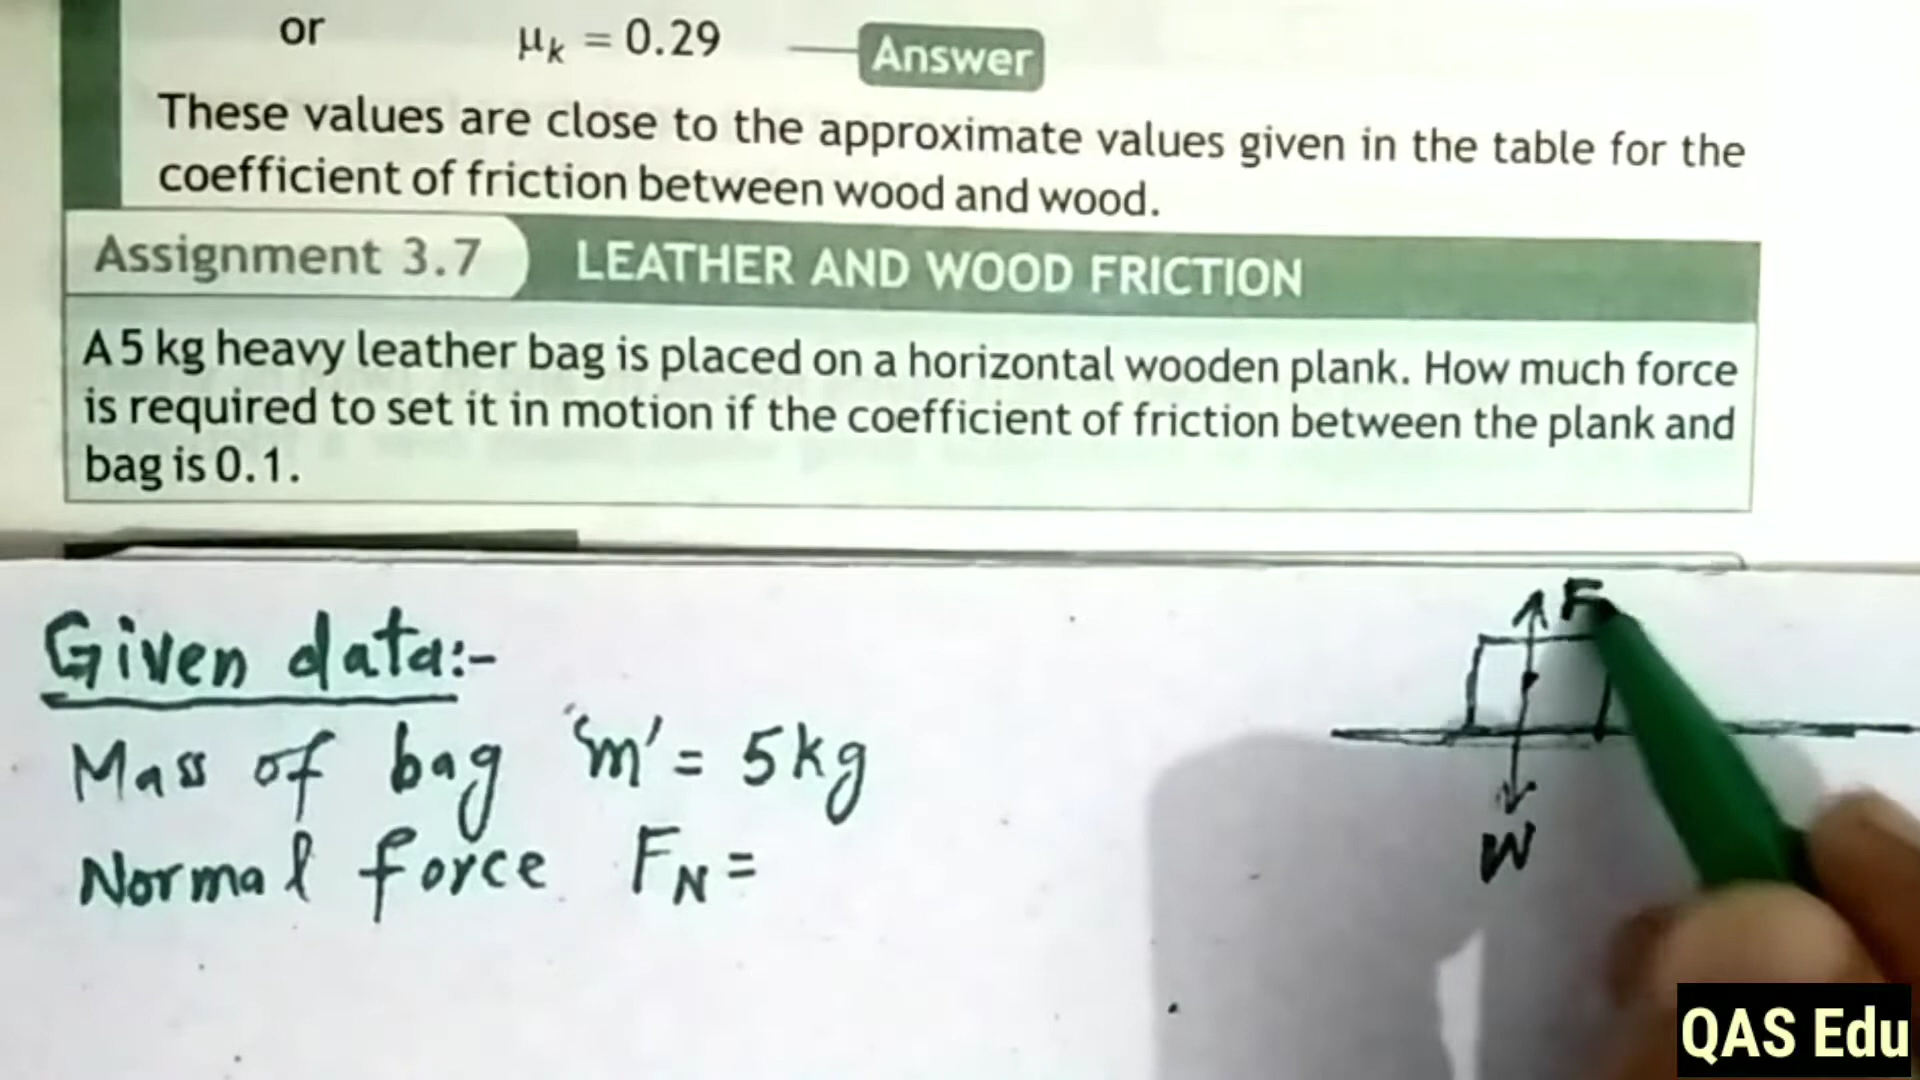 or μk = 0.29 Answer
These values are close to the approximate values given in the table for the
coefficient of friction between wood and wood.
Assignment 3.7 LEATHER AND WOOD FRICTION
A 5 kg heavy leather bag is placed on a horizontal wooden plank. How much force
is required to set it in motion if the coefficient of friction between the plank and
bag is 0.1.
Given data:-
Mass of bag 'm' = 5kg
Normal force FN =
F
W
QAS Edu